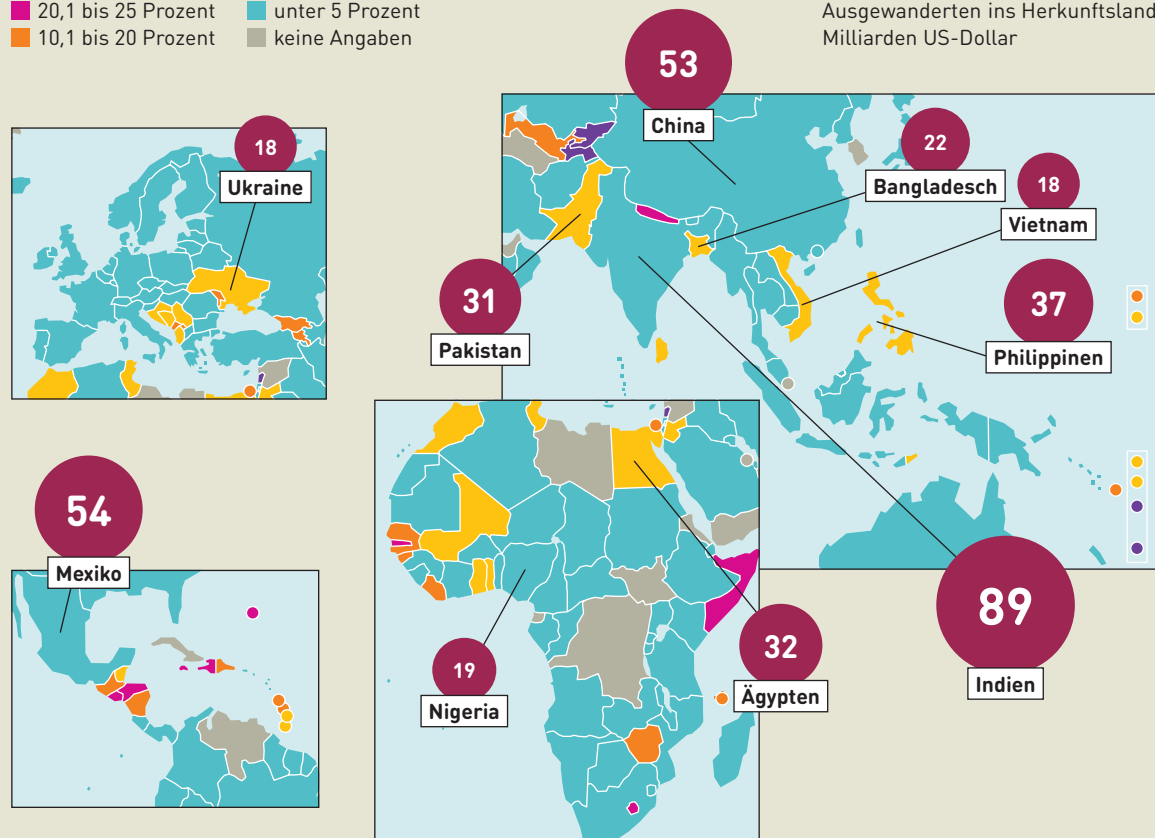 20,1 bis 25 Prozent
10,1 bis 20 Prozent
unter 5 Prozent
keine Angaben
Ausgewanderten ins Herkunftsland
Milliarden US-Dollar
53
China
18
Ukraine
22
Bangladesch
18
Vietnam
31
Pakistan
37
Philippinen
54
Mexiko
19
Nigeria
32
Ägypten
89
Indien